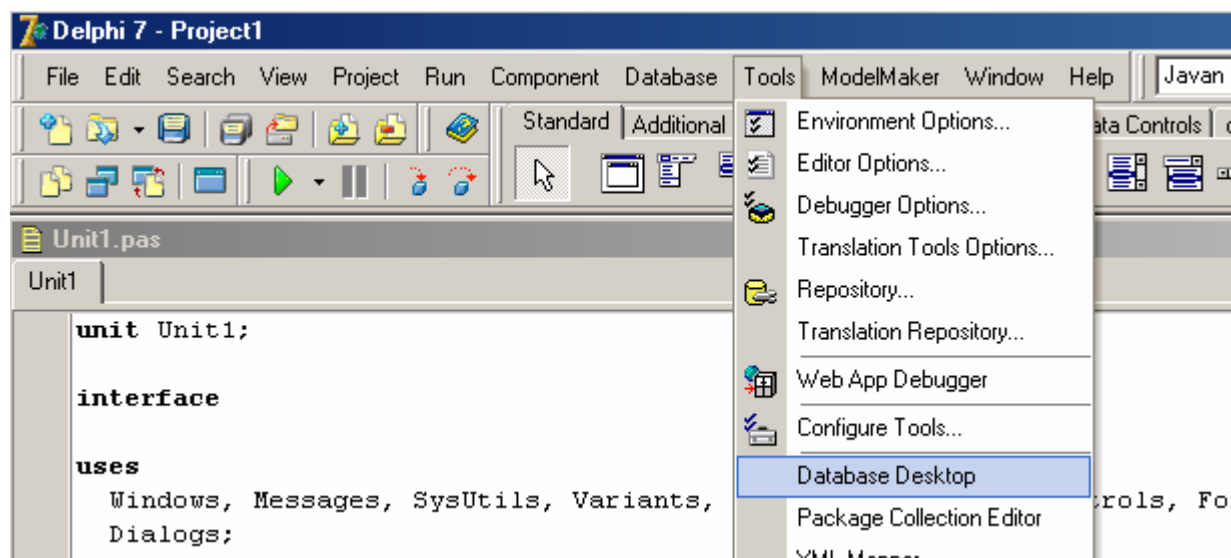 Delphi 7 - Project1
File Edit Search View Project Run Component Database Tools ModelMaker Window Help Javan
Standard Additional ata Controls
Environment Options...
Editor Options...
Debugger Options...
Translation Tools Options...
Repository...
Translation Repository...
Web App Debugger
Configure Tools...
Database Desktop
Package Collection Editor
Unit1.pas
Unit1
unit Unit1;
interface
uses
Windows, Messages, SysUtils, Variants, trols, Fo
Dialogs;